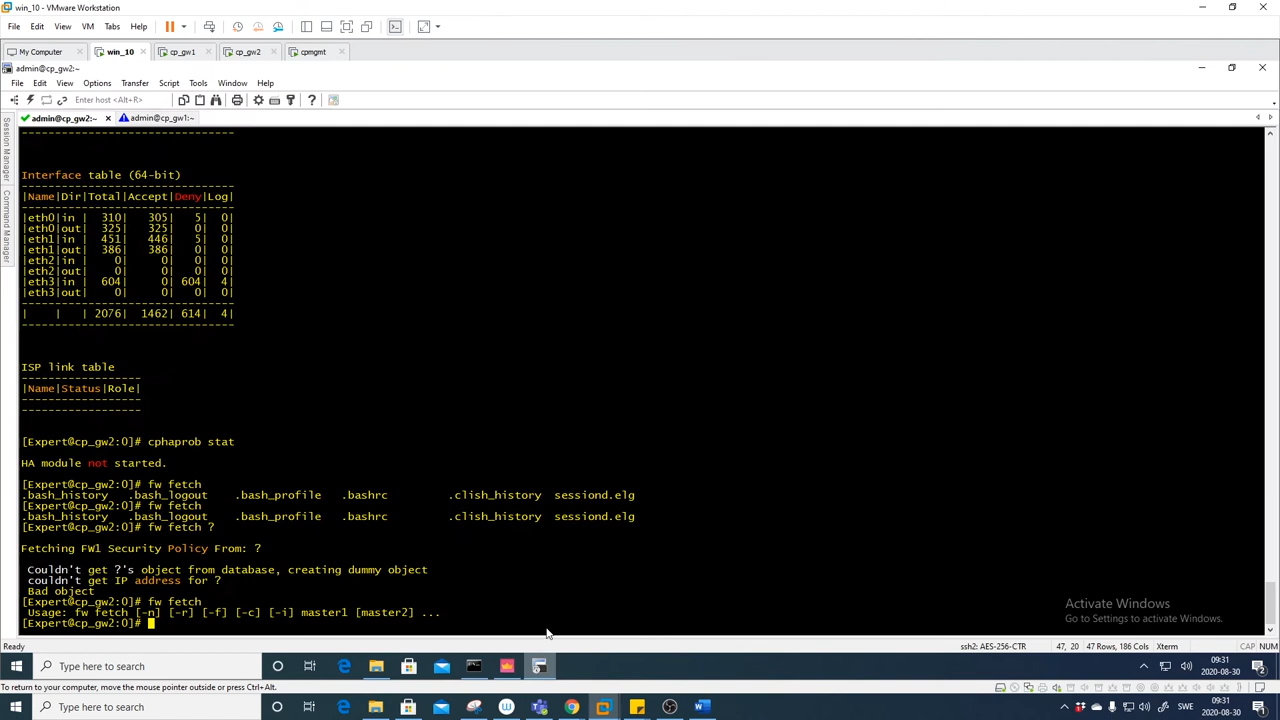 win_10 - VMware Workstation
File Edit View VM Tabs Help
My Computer win_10 cp_gw1 cp_gw2 cpmgmt
admin@cp_gw2:~
File Edit View Options Transfer Script Tools Window Help
Enter host <Alt+R>
admin@cp_gw2:~ admin@cp_gw1:~
Session Manager
Command Manager
--------------------------------
Interface table (64-bit)
--------------------------------
|Name|Dir|Total|Accept|Deny|Log|
--------------------------------
|eth0|in | 310| 305| 5| 0|
|eth0|out| 325| 325| 0| 0|
|eth1|in | 451| 446| 5| 0|
|eth1|out| 386| 386| 0| 0|
|eth2|in | 0| 0| 0| 0|
|eth2|out| 0| 0| 0| 0|
|eth3|in | 604| 0| 604| 4|
|eth3|out| 0| 0| 0| 0|
--------------------------------
| | | 2076| 1462| 614| 4|
--------------------------------
ISP link table
------------------
|Name|Status|Role|
------------------
------------------
[Expert@cp_gw2:0]# cphaprob stat
HA module not started.
[Expert@cp_gw2:0]# fw fetch
.bash_history .bash_logout .bash_profile .bashrc .clish_history sessiond.elg
[Expert@cp_gw2:0]# fw fetch
.bash_history .bash_logout .bash_profile .bashrc .clish_history sessiond.elg
[Expert@cp_gw2:0]# fw fetch ?
Fetching FW1 Security Policy From: ?
Couldn't get ?'s object from database, creating dummy object
couldn't get IP address for ?
Bad object
[Expert@cp_gw2:0]# fw fetch
Usage: fw fetch [-n] [-r] [-f] [-c] [-i] master1 [master2] ...
[Expert@cp_gw2:0]#
Activate Windows
Go to Settings to activate Windows.
Ready ssh2: AES-256-CTR 47, 20 47 Rows, 186 Cols Xterm CAP NUM
Type here to search 09:31
2020-08-30
To return to your computer, move the mouse pointer outside or press Ctrl+Alt.
Type here to search SWE 09:31
2020-08-30